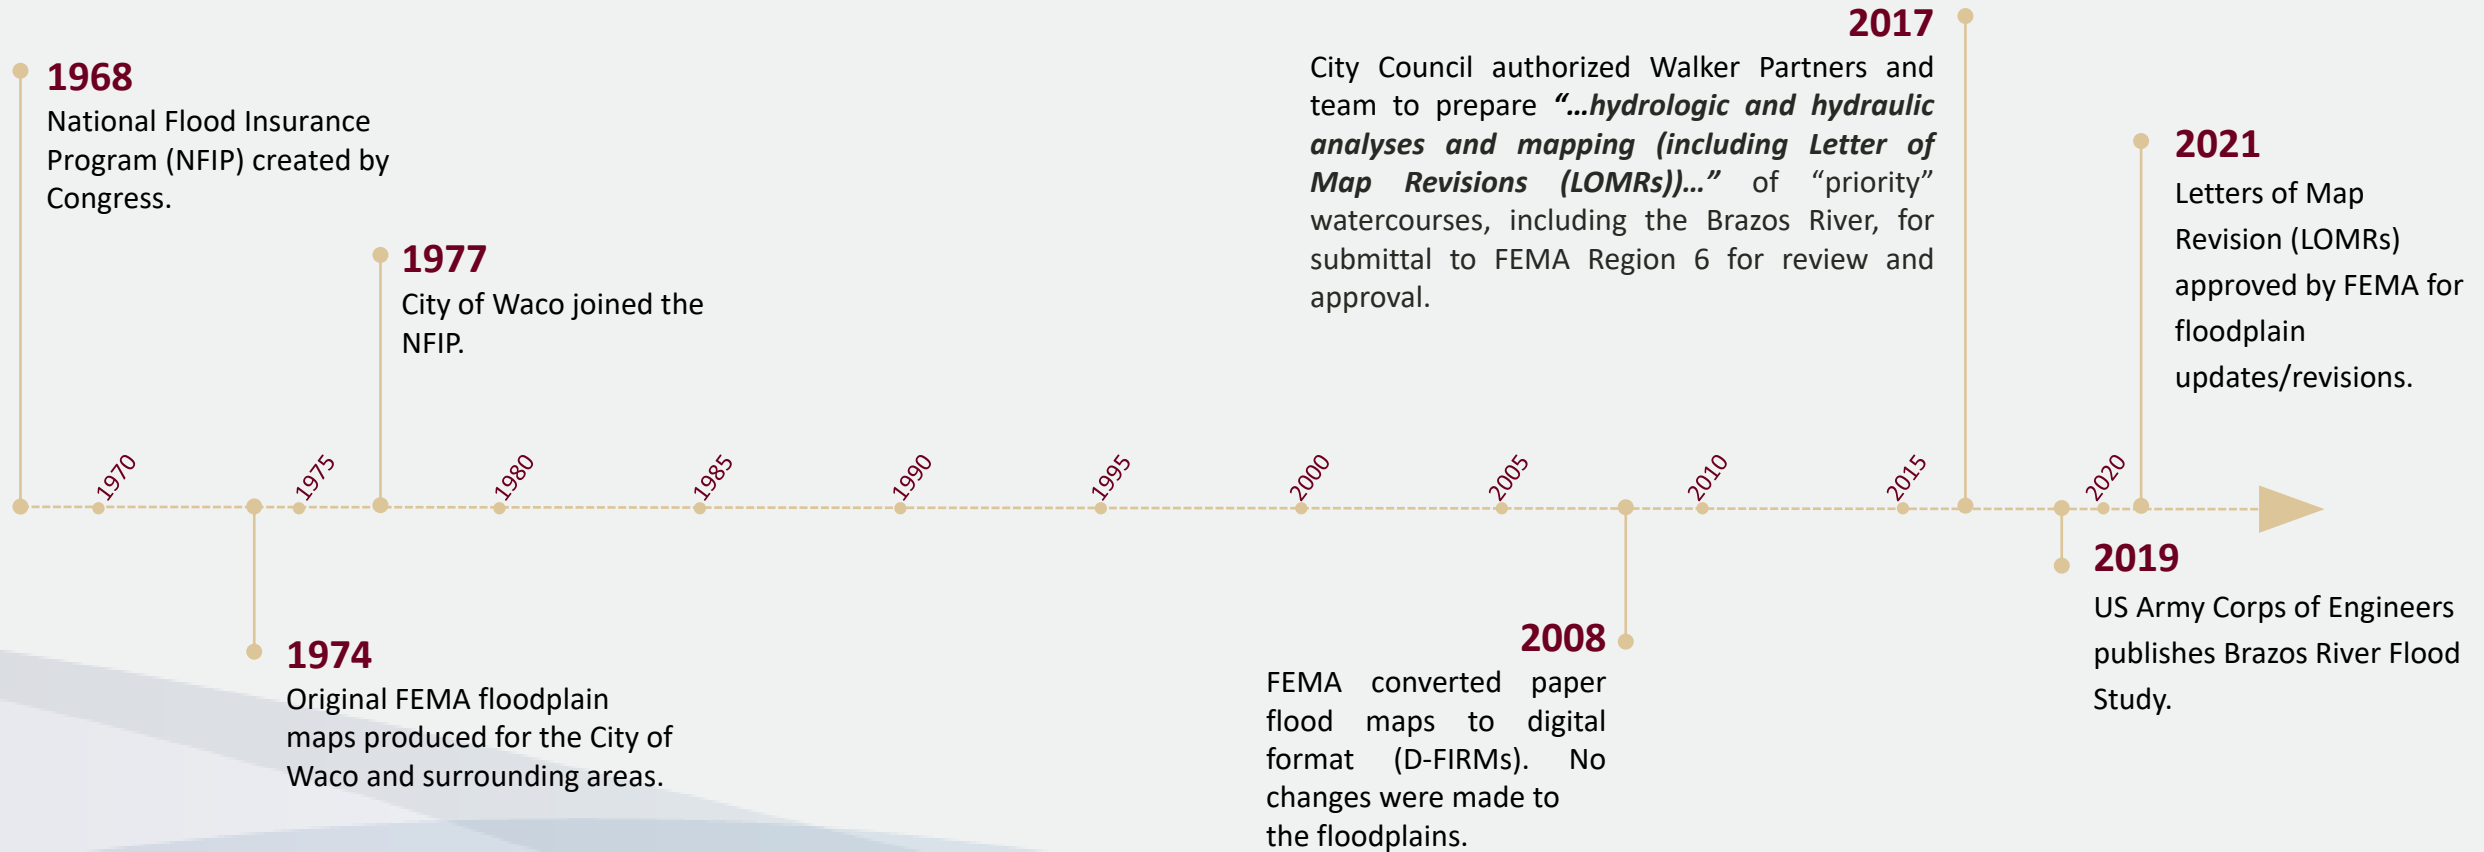 1968
National Flood Insurance
Program (NFIP) created by
Congress.
1977
City of Waco joined the
NFIP.
2017
City Council authorized Walker Partners and
team to prepare “…hydrologic and hydraulic
analyses and mapping (including Letter of
Map Revisions (LOMRs))…” of “priority”
watercourses, including the Brazos River, for
submittal to FEMA Region 6 for review and
approval.
2021
Letters of Map
Revision (LOMRs)
approved by FEMA for
floodplain
updates/revisions.
1970
1975
1980
1985
1990
1995
2000
2005
2010
2015
2020
1974
Original FEMA floodplain
maps produced for the City of
Waco and surrounding areas.
2008
FEMA converted paper
flood maps to digital
format (D-FIRMs). No
changes were made to
the floodplains.
2019
US Army Corps of Engineers
publishes Brazos River Flood
Study.